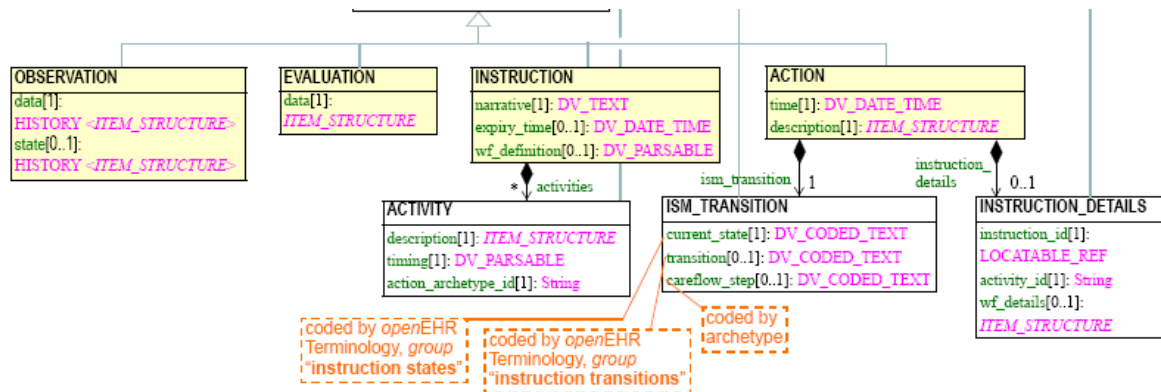 OBSERVATION
data[1]:
HISTORY <ITEM_STRUCTURE>
state[0..1]:
HISTORY <ITEM_STRUCTURE>
EVALUATION
data[1]:
ITEM_STRUCTURE
INSTRUCTION
narrative[1]: DV_TEXT
expiry_time[0..1]: DV_DATE_TIME
wf_definition[0..1]: DV_PARSABLE
ACTION
time[1]: DV_DATE_TIME
description[1]: ITEM_STRUCTURE
* activities
ism_transition 1
instruction_
details 0..1
ACTIVITY
description[1]: ITEM_STRUCTURE
timing[1]: DV_PARSABLE
action_archetype_id[1]: String
ISM_TRANSITION
current_state[1]: DV_CODED_TEXT
transition[0..1]: DV_CODED_TEXT
careflow_step[0..1]: DV_CODED_TEXT
INSTRUCTION_DETAILS
instruction_id[1]:
LOCATABLE_REF
activity_id[1]: String
wf_details[0..1]:
ITEM_STRUCTURE
coded by openEHR
Terminology, group
“instruction states”
coded by openEHR
Terminology, group
“instruction transitions”
coded by
archetype